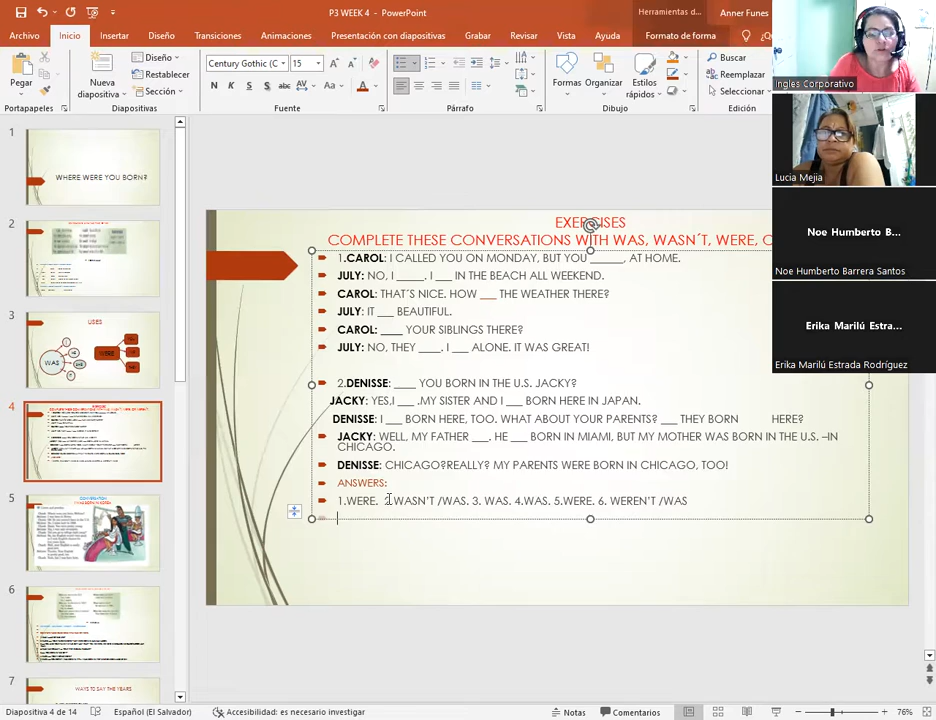 P3 WEEK 4 - PowerPoint
Herramientas d...
Anner Funes
Archivo Inicio Insertar Diseño Transiciones Animaciones Presentación con diapositivas Grabar Revisar Vista Ayuda Formato de forma
Pegar
Portapapeles
Nueva diapositiva
Diseño
Restablecer
Sección
Diapositivas
Century Gothic (C 15
N K S abc AV Aa A
Fuente
Párrafo
Formas
Organizar
Estilos rápidos
Dibujo
Buscar
Reemplazar
Seleccionar
Edición
Ingles Corporativo
Lucia Mejia
Noe Humberto B...
Noe Humberto Barrera Santos
Erika Marilú Estra...
Erika Marilú Estrada Rodríguez
1
WHERE WERE YOU BORN?
2
3
USES
WAS
WERE
4
5
CONVERSATION
6
7
WAYS TO SAY THE YEARS
EXERCISES
COMPLETE THESE CONVERSATIONS WITH WAS, WASN´T, WERE, O
1.CAROL: I CALLED YOU ON MONDAY, BUT YOU ______, AT HOME.
JULY: NO, I _____. I ___ IN THE BEACH ALL WEEKEND.
CAROL: THAT´S NICE. HOW ___ THE WEATHER THERE?
JULY: IT ___ BEAUTIFUL.
CAROL: ____ YOUR SIBLINGS THERE?
JULY: NO, THEY ____. I ___ ALONE. IT WAS GREAT!
2.DENISSE: ____ YOU BORN IN THE U.S. JACKY?
JACKY: YES,I ___ .MY SISTER AND I ___ BORN HERE IN JAPAN.
DENISSE: I ___ BORN HERE, TOO. WHAT ABOUT YOUR PARENTS? ___ THEY BORN HERE?
JACKY: WELL, MY FATHER ___. HE ___ BORN IN MIAMI, BUT MY MOTHER WAS BORN IN THE U.S. –IN
CHICAGO.
DENISSE: CHICAGO?REALLY? MY PARENTS WERE BORN IN CHICAGO, TOO!
ANSWERS:
1.WERE. 2.WASN´T /WAS. 3. WAS. 4.WAS. 5.WERE. 6. WEREN´T /WAS
Diapositiva 4 de 14 Español (El Salvador) Accesibilidad: es necesario investigar Notas Comentarios 76%